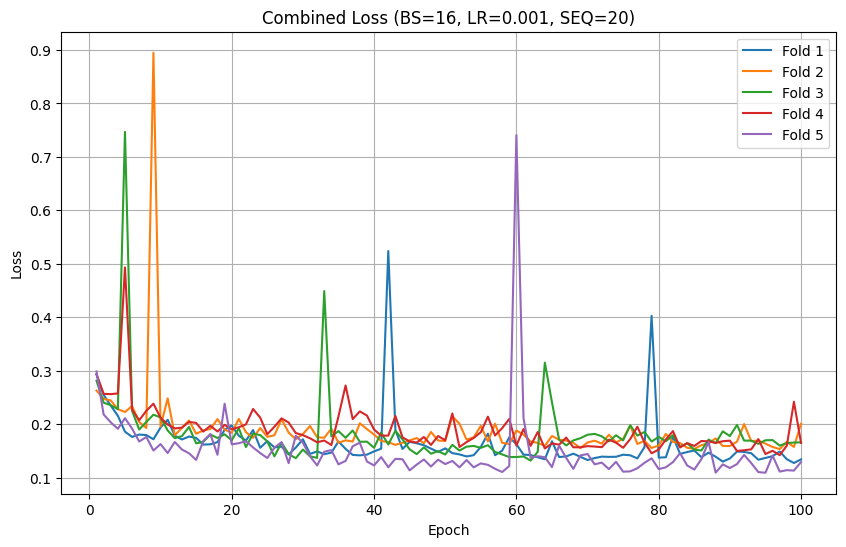 Combined Loss (BS=16, LR=0.001, SEQ=20)
Fold 1
Fold 2
Fold 3
Fold 4
Fold 5
Loss
0.9
0.8
0.7
0.6
0.5
0.4
0.3
0.2
0.1
0
20
40
60
80
100
Epoch